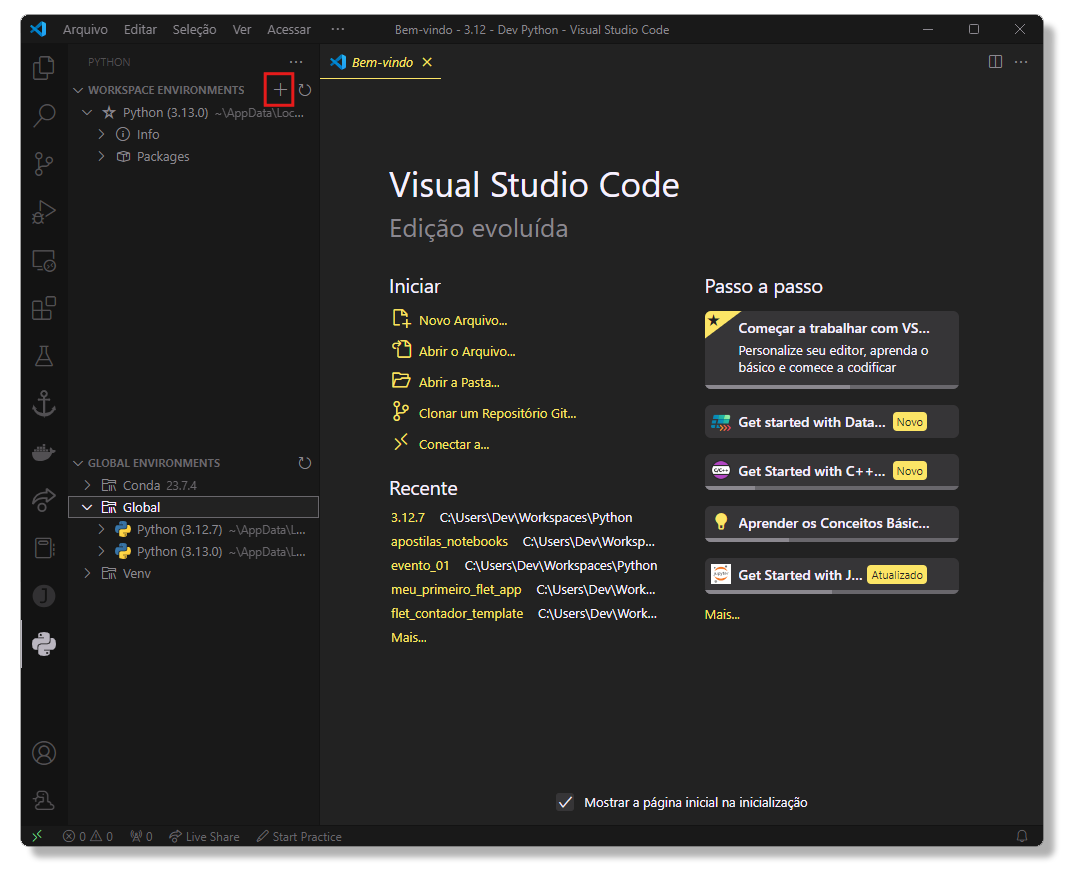 Arquivo Editar Seleção Ver Acessar ··· Bem-vindo - 3.12 - Dev Python - Visual Studio Code
PYTHON ···
WORKSPACE ENVIRONMENTS
Python (3.13.0) ~\AppData\Loc...
Info
Packages
GLOBAL ENVIRONMENTS
Conda 23.7.4
Global
Python (3.12.7) ~\AppData\L...
Python (3.13.0) ~\AppData\L...
Venv
Bem-vindo
Visual Studio Code
Edição evoluída
Iniciar
Novo Arquivo...
Abrir o Arquivo...
Abrir a Pasta...
Clonar um Repositório Git...
Conectar a...
Recente
3.12.7 C:\Users\Dev\Workspaces\Python
apostilas_notebooks C:\Users\Dev\Worksp...
evento_01 C:\Users\Dev\Workspaces\Python
meu_primeiro_flet_app C:\Users\Dev\Work...
flet_contador_template C:\Users\Dev\Work...
Mais...
Passo a passo
Começar a trabalhar com VS...
Personalize seu editor, aprenda o
básico e comece a codificar
Get started with Data... Novo
C/C++ Get Started with C++... Novo
Aprender os Conceitos Básic...
jupyter Get Started with J... Atualizado
Mais...
Mostrar a página inicial na inicialização
0 0 0 Live Share Start Practice